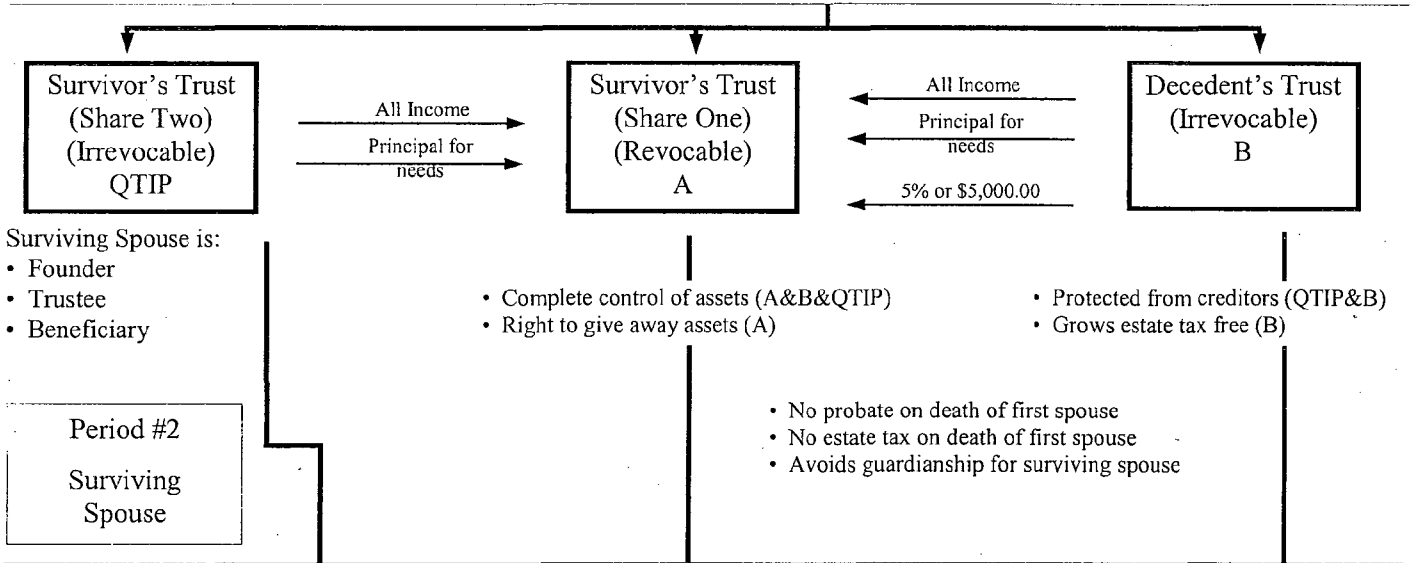 Survivor's Trust
(Share Two)
(Irrevocable)
QTIP
All Income
Principal for
needs
Survivor's Trust
(Share One)
(Revocable)
A
All Income
Principal for
needs
5% or $5,000.00
Decedent's Trust
(Irrevocable)
B
Surviving Spouse is:
• Founder
• Trustee
• Beneficiary
• Complete control of assets (A&B&QTIP)
• Right to give away assets (A)
• Protected from creditors (QTIP&B)
• Grows estate tax free (B)
Period #2
Surviving
Spouse
• No probate on death of first spouse
• No estate tax on death of first spouse
• Avoids guardianship for surviving spouse